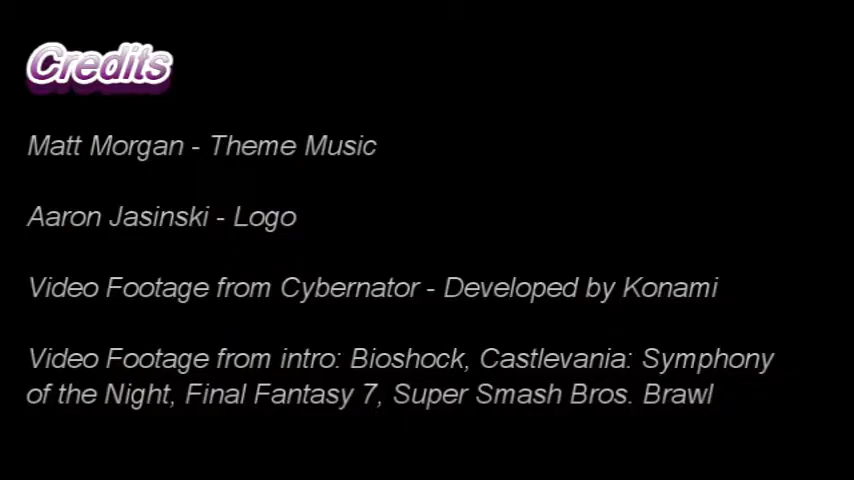 Credits
Matt Morgan - Theme Music
Aaron Jasinski - Logo
Video Footage from Cybernator - Developed by Konami
Video Footage from intro: Bioshock, Castlevania: Symphony
of the Night, Final Fantasy 7, Super Smash Bros. Brawl